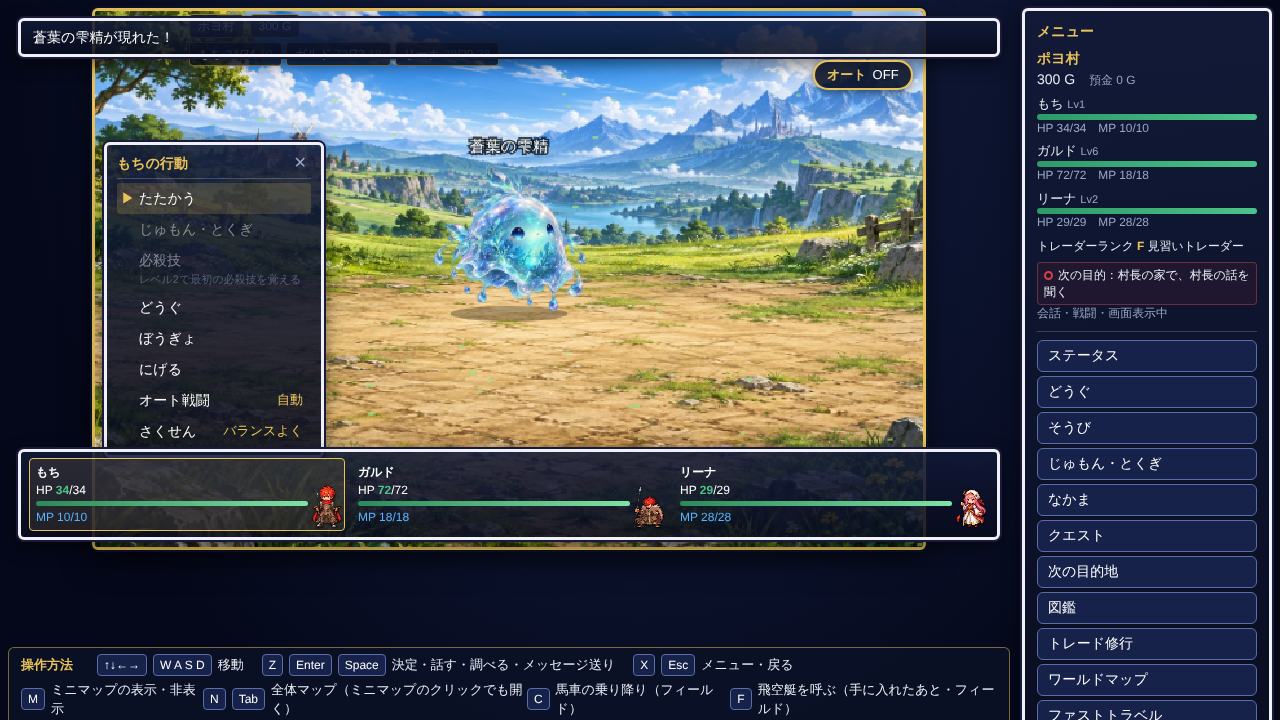 蒼葉の雫精が現れた！
オート OFF
蒼葉の雫精
もちの行動 ✕
▶ たたかう
じゅもん・とくぎ
必殺技
レベル2で最初の必殺技を覚える
どうぐ
ぼうぎょ
にげる
オート戦闘 自動
さくせん バランスよく
もち
HP 34/34
MP 10/10
ガルド
HP 72/72
MP 18/18
リーナ
HP 29/29
MP 28/28
操作方法 ↑↓←→ W A S D 移動 Z Enter Space 決定・話す・調べる・メッセージ送り X Esc メニュー・戻る
M ミニマップの表示・非表示 N Tab 全体マップ（ミニマップのクリックでも開く） C 馬車の乗り降り（フィールド） F 飛空艇を呼ぶ（手に入れたあと・フィールド）
メニュー
ポヨ村
300 G 預金 0 G
もち Lv1
HP 34/34 MP 10/10
ガルド Lv6
HP 72/72 MP 18/18
リーナ Lv2
HP 29/29 MP 28/28
トレーダーランク F 見習いトレーダー
次の目的：村長の家で、村長の話を
聞く
会話・戦闘・画面表示中
ステータス
どうぐ
そうび
じゅもん・とくぎ
なかま
クエスト
次の目的地
図鑑
トレード修行
ワールドマップ
ファストトラベル